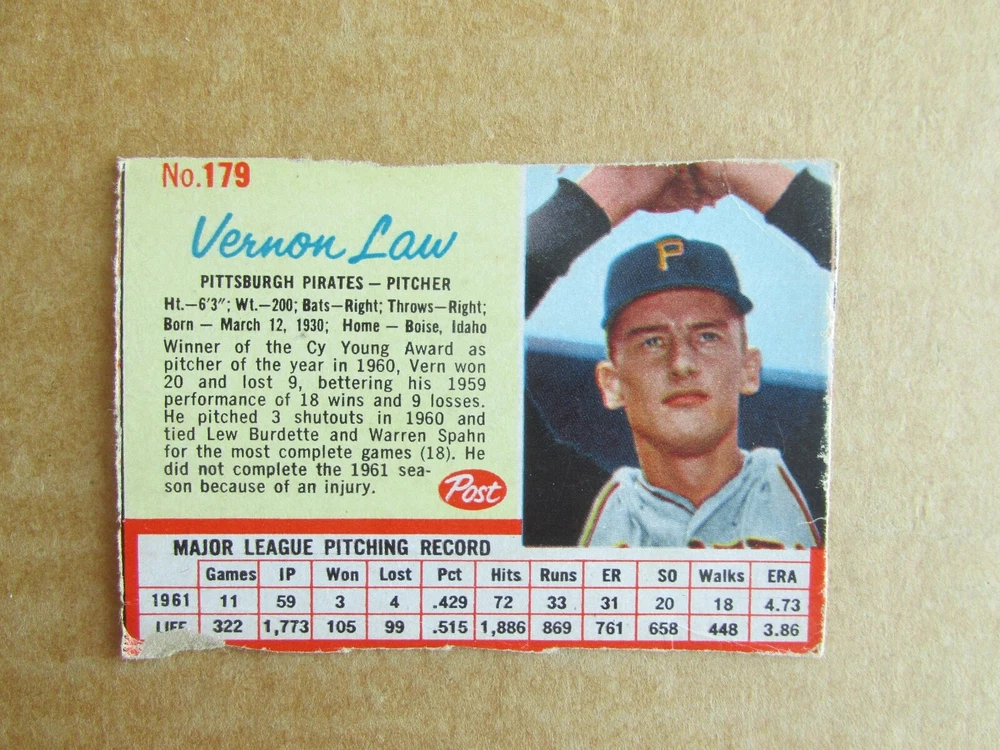 No.179
Vernon Law
PITTSBURGH PIRATES — PITCHER
Ht.—6'3"; Wt.—200; Bats—Right; Throws—Right;
Born — March 12, 1930; Home — Boise, Idaho
Winner of the Cy Young Award as
pitcher of the year in 1960, Vern won
20 and lost 9, bettering his 1959
performance of 18 wins and 9 losses.
He pitched 3 shutouts in 1960 and
tied Lew Burdette and Warren Spahn
for the most complete games (18). He
did not complete the 1961 sea-
son because of an injury.
Post
P
MAJOR LEAGUE PITCHING RECORD
Games IP Won Lost Pct Hits Runs ER SO Walks ERA
1961 11 59 3 4 .429 72 33 31 20 18 4.73
LIFE 322 1,773 105 99 .515 1,886 869 761 658 448 3.86